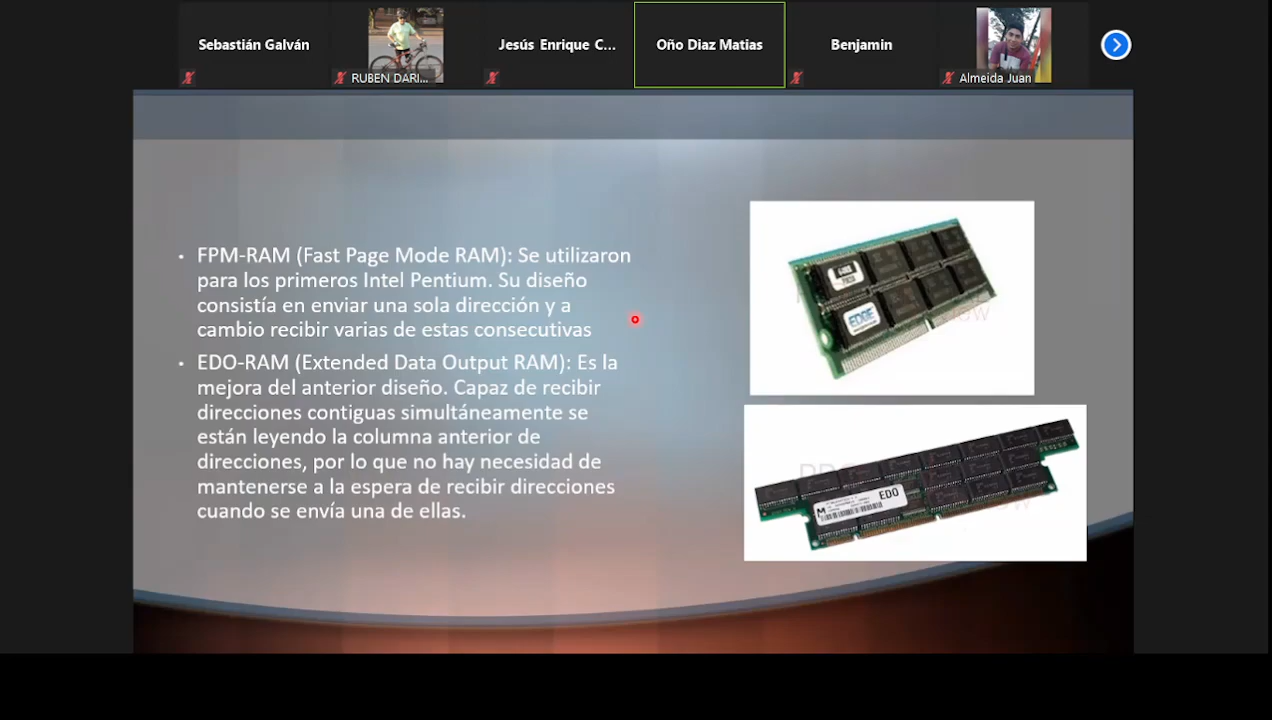 Sebastián Galván
RUBEN DARI...
Jesús Enrique C...
Oño Diaz Matias
Benjamin
Almeida Juan
• FPM-RAM (Fast Page Mode RAM): Se utilizaron
para los primeros Intel Pentium. Su diseño
consistía en enviar una sola dirección y a
cambio recibir varias de estas consecutivas
• EDO-RAM (Extended Data Output RAM): Es la
mejora del anterior diseño. Capaz de recibir
direcciones contiguas simultáneamente se
están leyendo la columna anterior de
direcciones, por lo que no hay necesidad de
mantenerse a la espera de recibir direcciones
cuando se envía una de ellas.
EDGE
EDO